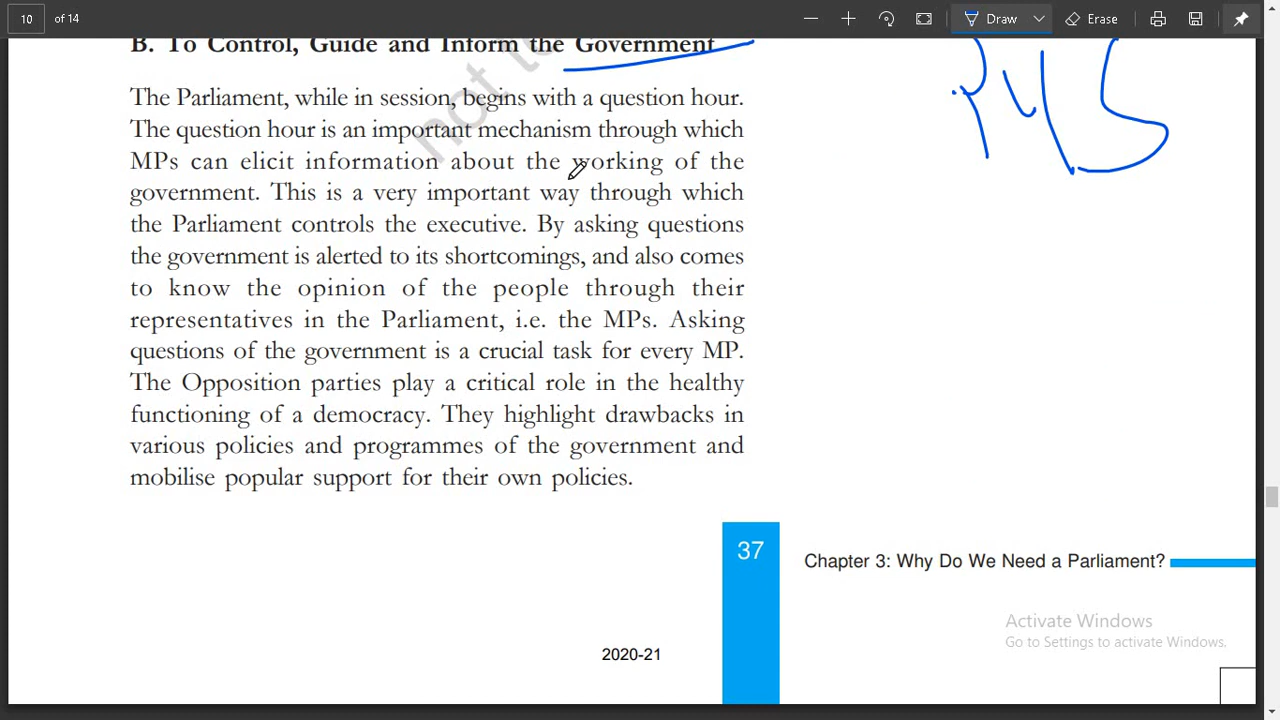 10 of 14
Draw
Erase
B. To Control, Guide and Inform the Government
not to
The Parliament, while in session, begins with a question hour.
The question hour is an important mechanism through which
MPs can elicit information about the working of the
government. This is a very important way through which
the Parliament controls the executive. By asking questions
the government is alerted to its shortcomings, and also comes
to know the opinion of the people through their
representatives in the Parliament, i.e. the MPs. Asking
questions of the government is a crucial task for every MP.
The Opposition parties play a critical role in the healthy
functioning of a democracy. They highlight drawbacks in
various policies and programmes of the government and
mobilise popular support for their own policies.
37
Chapter 3: Why Do We Need a Parliament?
Activate Windows
Go to Settings to activate Windows.
2020-21